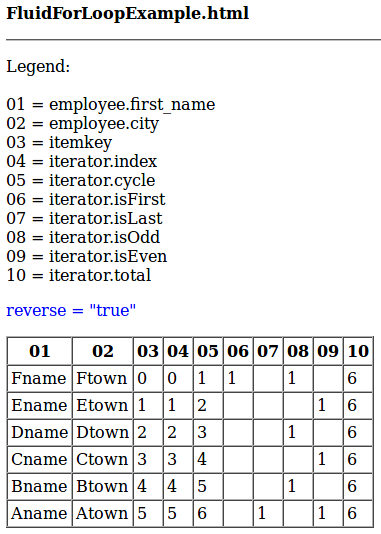 FluidForLoopExample.html
Legend:
01 = employee.first_name
02 = employee.city
03 = itemkey
04 = iterator.index
05 = iterator.cycle
06 = iterator.isFirst
07 = iterator.isLast
08 = iterator.isOdd
09 = iterator.isEven
10 = iterator.total
reverse = "true"
01 02 03 04 05 06 07 08 09 10
Fname Ftown 0 0 1 1 1 6
Ename Etown 1 1 2 1 6
Dname Dtown 2 2 3 1 6
Cname Ctown 3 3 4 1 6
Bname Btown 4 4 5 1 6
Aname Atown 5 5 6 1 1 6